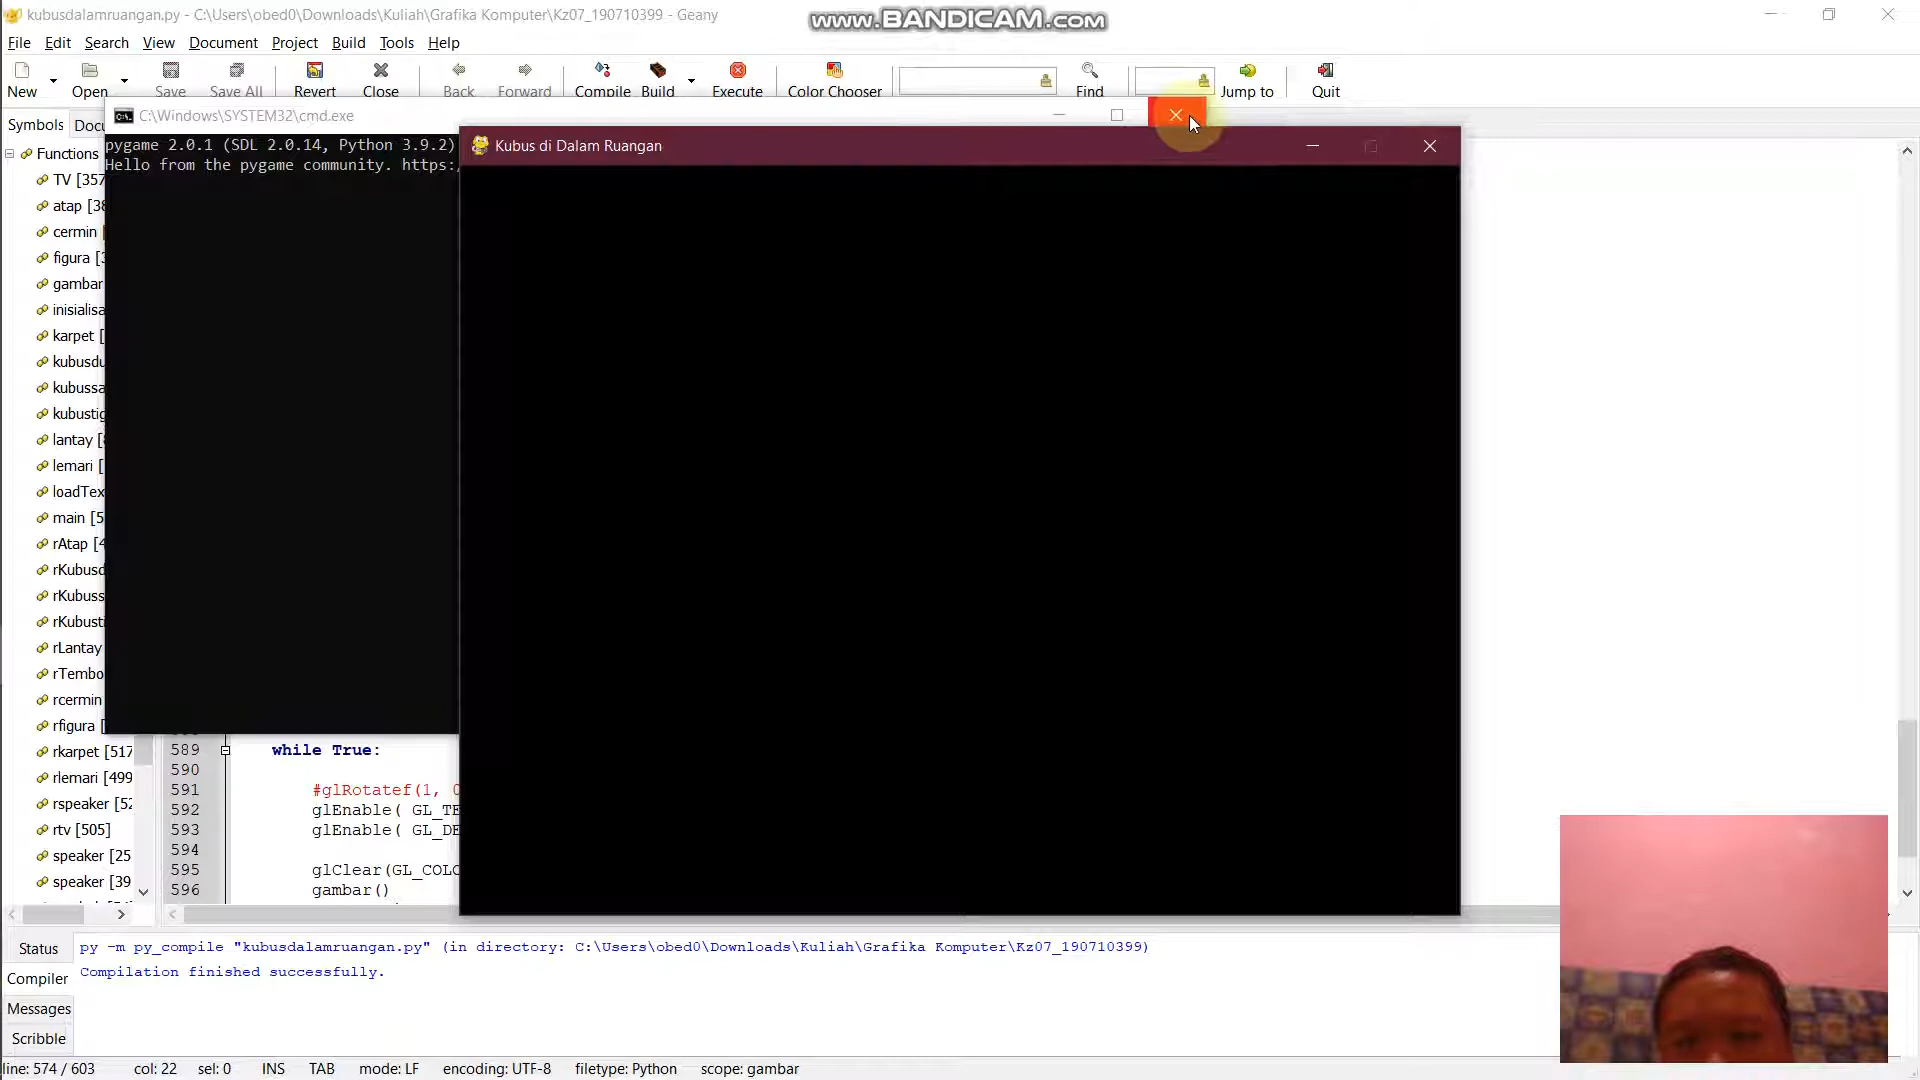 kubusdalamruangan.py - C:\Users\obed0\Downloads\Kuliah\Grafika Komputer\Kz07_190710399 - Geany
www.BANDICAM.com
File Edit Search View Document Project Build Tools Help
New Open Save Save All Revert Close Back Forward Compile Build Execute Color Chooser Find Jump to Quit
C:\Windows\SYSTEM32\cmd.exe
Symbols
pygame 2.0.1 (SDL 2.0.14, Python 3.9.2)
Hello from the pygame community. https:/
Kubus di Dalam Ruangan
Functions
TV [357
atap [38
cermin [
figura [3
gambar
inisialisa
karpet [
kubusdu
kubussa
kubustig
lantay [8
lemari [
loadTex
main [5
rAtap [4
rKubusd
rKubuss
rKubusti
rLantay
rTembo
rcermin
rfigura [
rkarpet [517
rlemari [499
rspeaker [52
rtv [505]
speaker [25
speaker [39
589 while True:
590
591 #glRotatef(1, 0
592 glEnable( GL_TE
593 glEnable( GL_DE
594
595 glClear(GL_COLO
596 gambar()
Status
py -m py_compile "kubusdalamruangan.py" (in directory: C:\Users\obed0\Downloads\Kuliah\Grafika Komputer\Kz07_190710399)
Compiler
Compilation finished successfully.
Messages
Scribble
line: 574 / 603 col: 22 sel: 0 INS TAB mode: LF encoding: UTF-8 filetype: Python scope: gambar